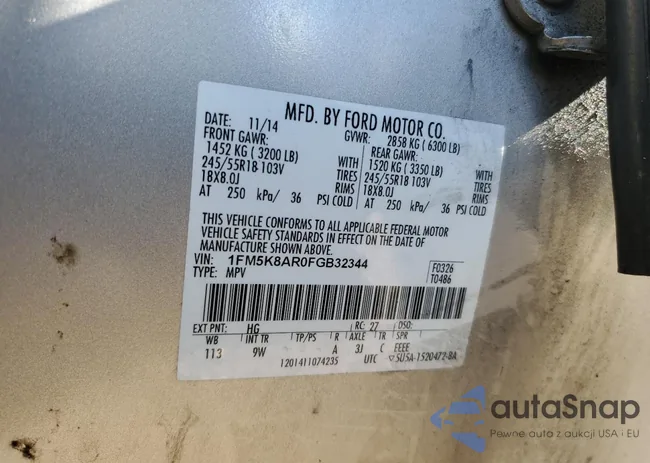 MFD. BY FORD MOTOR CO.
DATE: 11/14 GVWR: 2858 KG ( 6300 LB)
FRONT GAWR: REAR GAWR:
1452 KG ( 3200 LB) WITH 1520 KG ( 3350 LB) WITH
245/55R18 103V TIRES 245/55R18 103V TIRES
18X8.0J RIMS 18X8.0J RIMS
AT 250 kPa/ 36 PSI COLD AT 250 kPa/ 36 PSI COLD
THIS VEHICLE CONFORMS TO ALL APPLICABLE FEDERAL MOTOR
VEHICLE SAFETY STANDARDS IN EFFECT ON THE DATE OF
MANUFACTURE SHOWN ABOVE.
VIN: 1FM5K8AR0FGB32344 F0326
TYPE: MPV T0486
EXT PNT: HG RC: 27 DSO:
WB INT TR TP/PS R AXLE TR SPR
113 9W A 3J C EEEE
1201411074235 UTC 5U5A-1520472-BA
autaSnap
Pewne auta z aukcji USA i EU